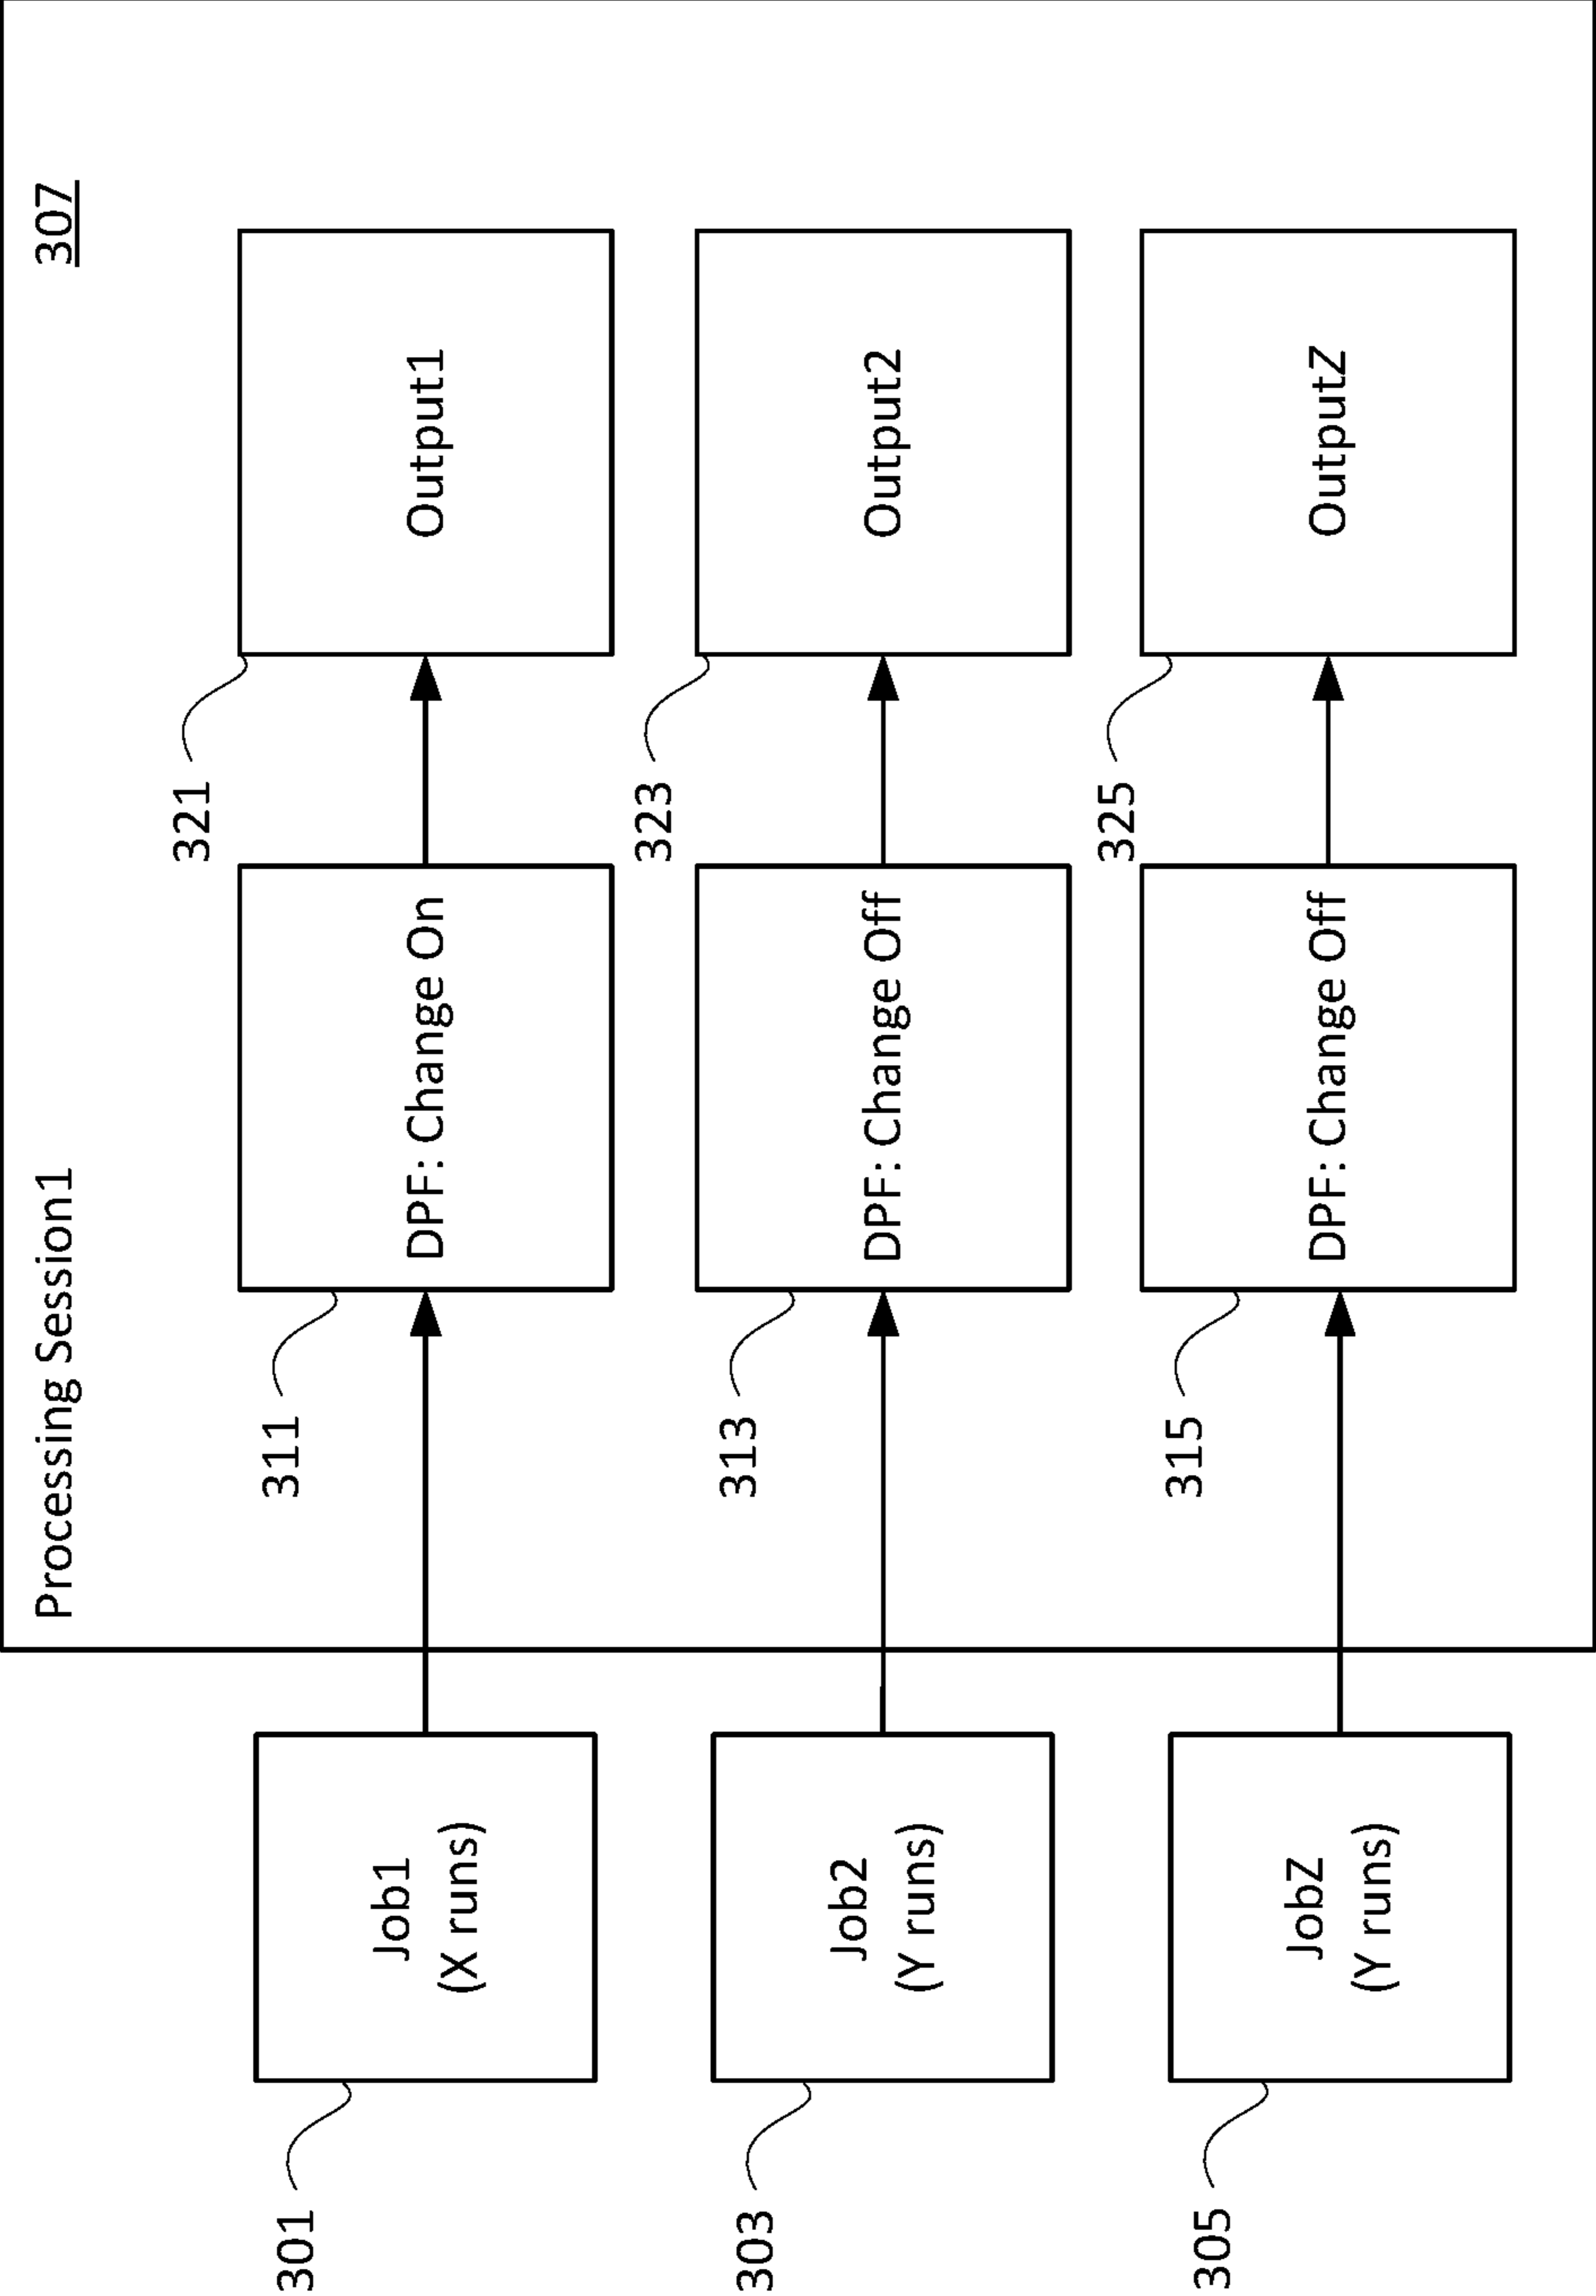 Processing Session1
307
301
Job1
(X runs)
311
DPF: Change On
321
Output1
303
Job2
(Y runs)
313
DPF: Change Off
323
Output2
305
JobZ
(Y runs)
315
DPF: Change Off
325
OutputZ